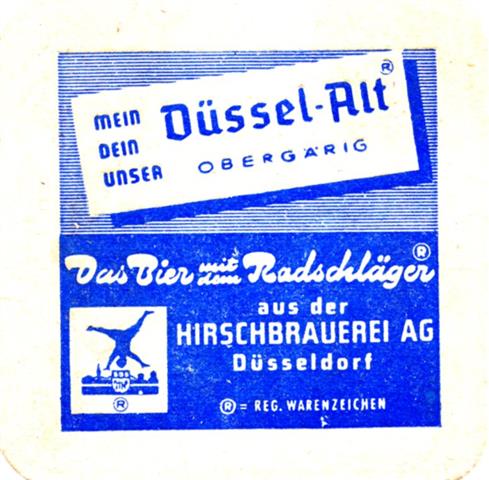 MEIN
DEIN
UNSER
Düssel-Alt®
OBERGÄRIG
Das Bier mit dem Radschläger®
aus der
HIRSCHBRAUEREI AG
Düsseldorf
®
® = REG. WARENZEICHEN